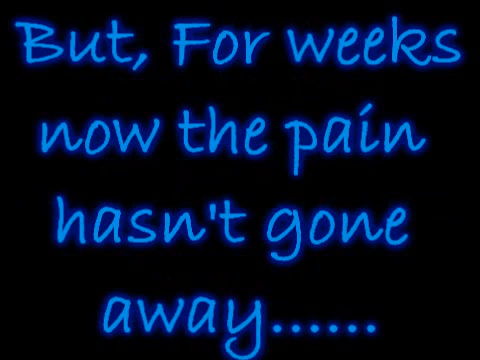 But, For weeks
now the pain
hasn't gone
away......